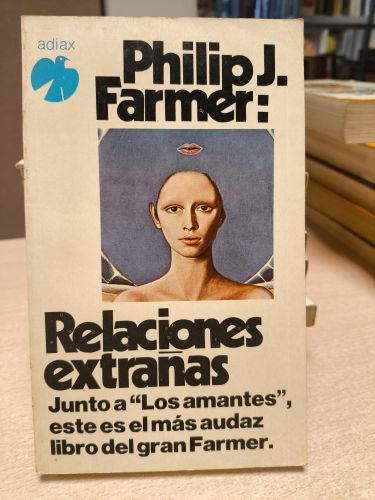 adiax
Philip J.
Farmer:
Relaciones
extrañas
Junto a "Los amantes",
este es el más audaz
libro del gran Farmer.